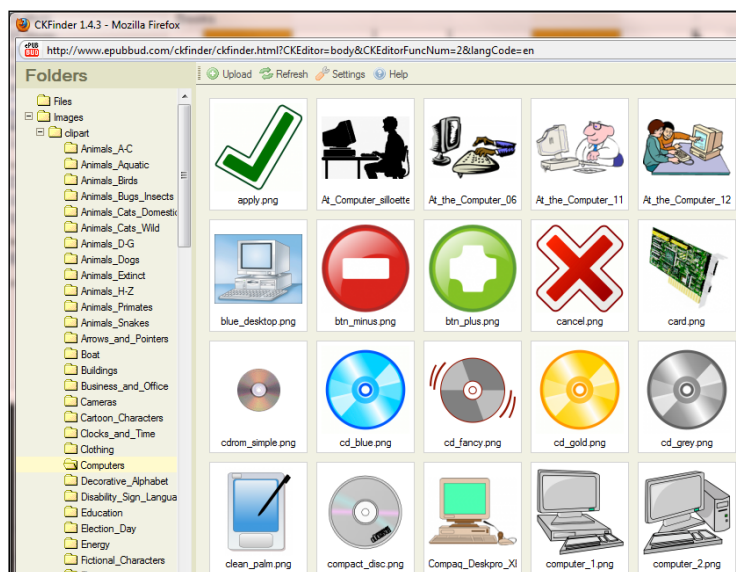 CKFinder 1.4.3 - Mozilla Firefox
ePUB BUD
http://www.epubbud.com/ckfinder/ckfinder.html?CKEditor=body&CKEditorFuncNum=2&langCode=en
Folders
Upload Refresh Settings Help
Files
Images
clipart
Animals_A-C
Animals_Aquatic
Animals_Birds
Animals_Bugs_Insects
Animals_Cats_Domestic
Animals_Cats_Wild
Animals_D-G
Animals_Dogs
Animals_Extinct
Animals_H-Z
Animals_Primates
Animals_Snakes
Arrows_and_Pointers
Boat
Buildings
Business_and_Office
Cameras
Cartoon_Characters
Clocks_and_Time
Clothing
Computers
Decorative_Alphabet
Disability_Sign_Langua
Education
Election_Day
Energy
Fictional_Characters
apply.png At_Computer_silloette At_the_Computer_06 At_the_Computer_11 At_the_Computer_12
blue_desktop.png btn_minus.png btn_plus.png cancel.png card.png
cdrom_simple.png cd_blue.png cd_fancy.png cd_gold.png cd_grey.png
clean_palm.png compact_disc.png Compaq_Deskpro_XI computer_1.png computer_2.png